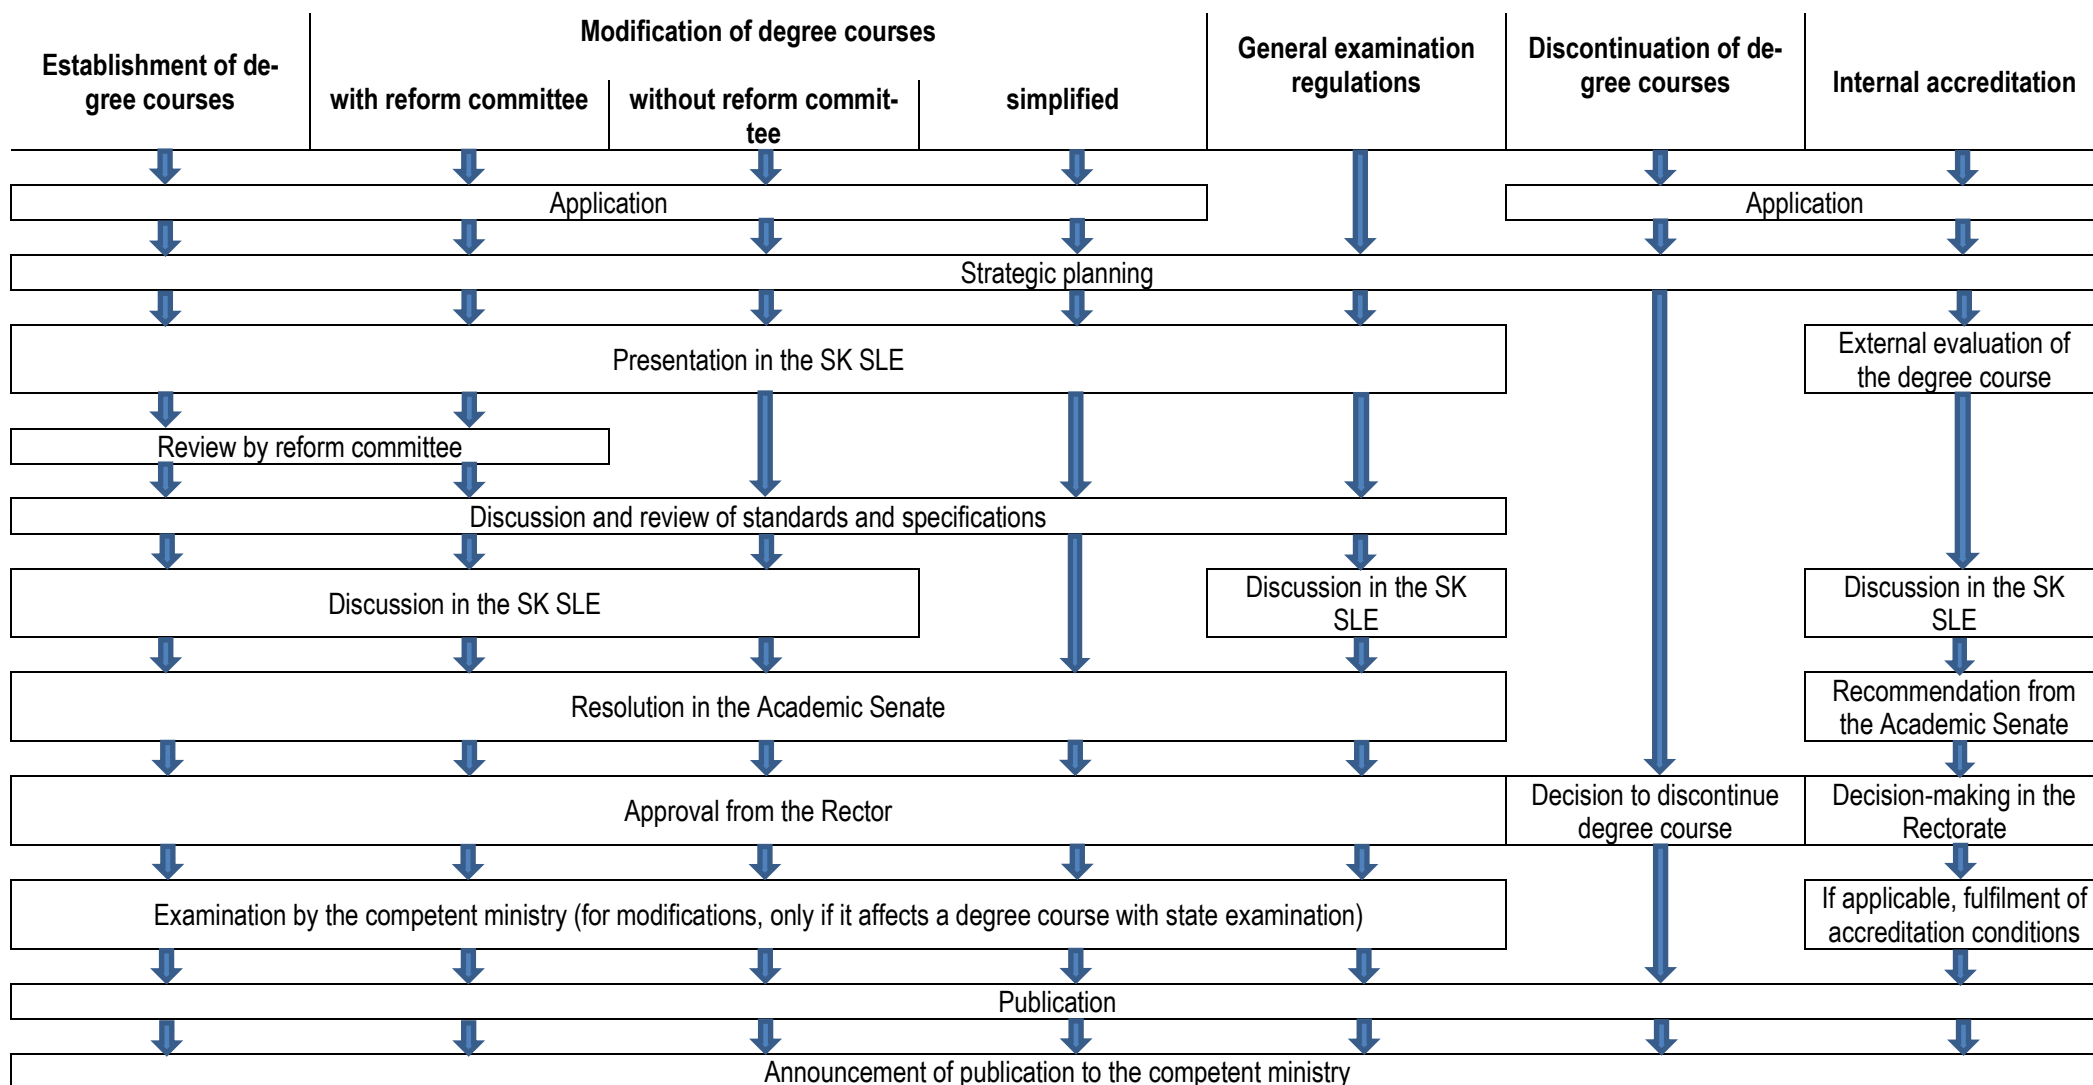 Establishment of de-
gree courses
Modification of degree courses
with reform committee
without reform commit-
tee
simplified
General examination
regulations
Discontinuation of de-
gree courses
Internal accreditation
Application
Application
Strategic planning
Presentation in the SK SLE
External evaluation of
the degree course
Review by reform committee
Discussion and review of standards and specifications
Discussion in the SK SLE
Discussion in the SK
SLE
Discussion in the SK
SLE
Resolution in the Academic Senate
Recommendation from
the Academic Senate
Approval from the Rector
Decision to discontinue
degree course
Decision-making in the
Rectorate
Examination by the competent ministry (for modifications, only if it affects a degree course with state examination)
If applicable, fulfilment of
accreditation conditions
Publication
Announcement of publication to the competent ministry